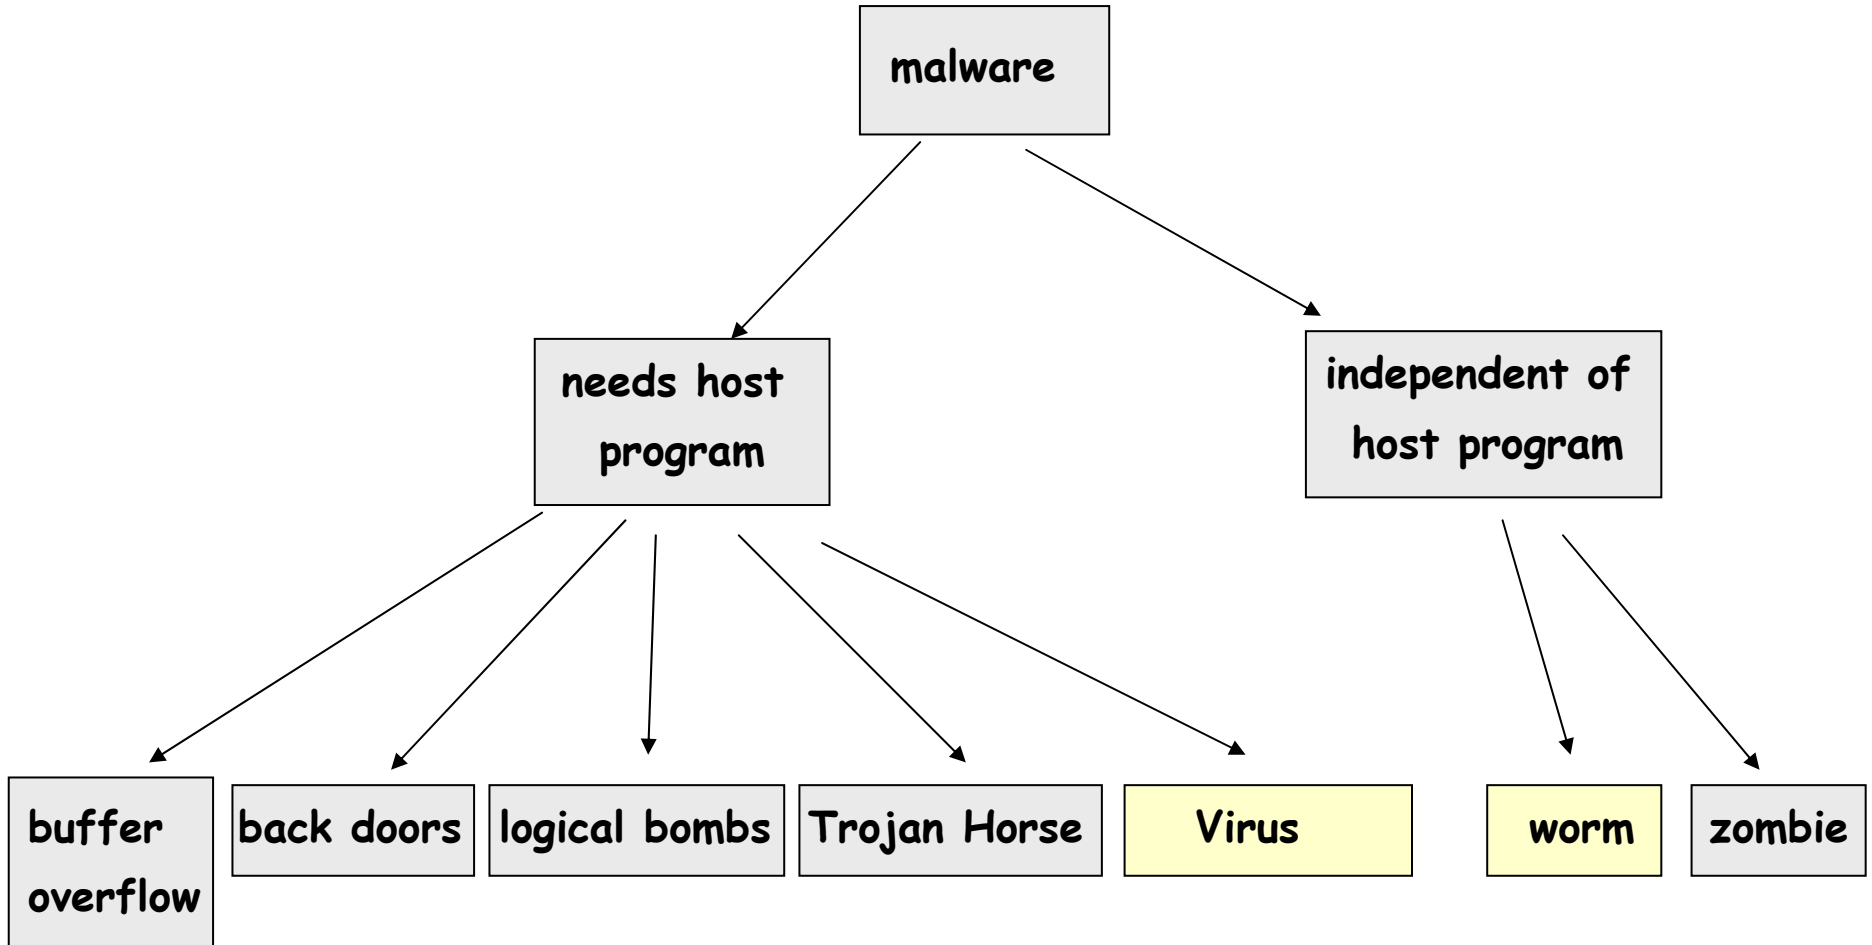 malware
needs host
program
independent of
host program
buffer
overflow
back doors
logical bombs
Trojan Horse
Virus
worm
zombie